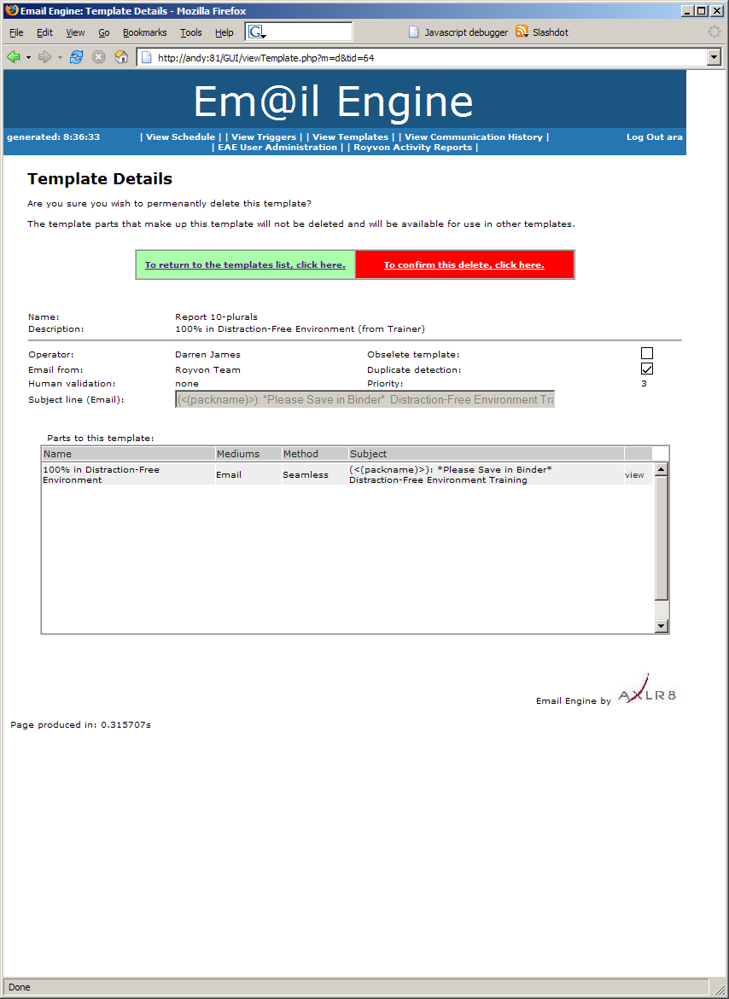 Email Engine: Template Details - Mozilla Firefox
File Edit View Go Bookmarks Tools Help G Javascript debugger Slashdot
http://andy:81/GUI/viewTemplate.php?m=d&tid=64
Em@il Engine
generated: 8:36:33 | View Schedule | | View Triggers | | View Templates | | View Communication History | Log Out ara
| EAE User Administration | | Royvon Activity Reports |
Template Details
Are you sure you wish to permenantly delete this template?
The template parts that make up this template will not be deleted and will be available for use in other templates.
To return to the templates list, click here. To confirm this delete, click here.
Name: Report 10-plurals
Description: 100% in Distraction-Free Environment (from Trainer)
Operator: Darren James Obselete template:
Email from: Royvon Team Duplicate detection:
Human validation: none Priority: 3
Subject line (Email): (<(packname)>): *Please Save in Binder* Distraction-Free Environment Tra
Parts to this template:
Name Mediums Method Subject
100% in Distraction-Free Environment Email Seamless (<(packname)>): *Please Save in Binder* Distraction-Free Environment Training view
Email Engine by AXLR8
Page produced in: 0.315707s
Done